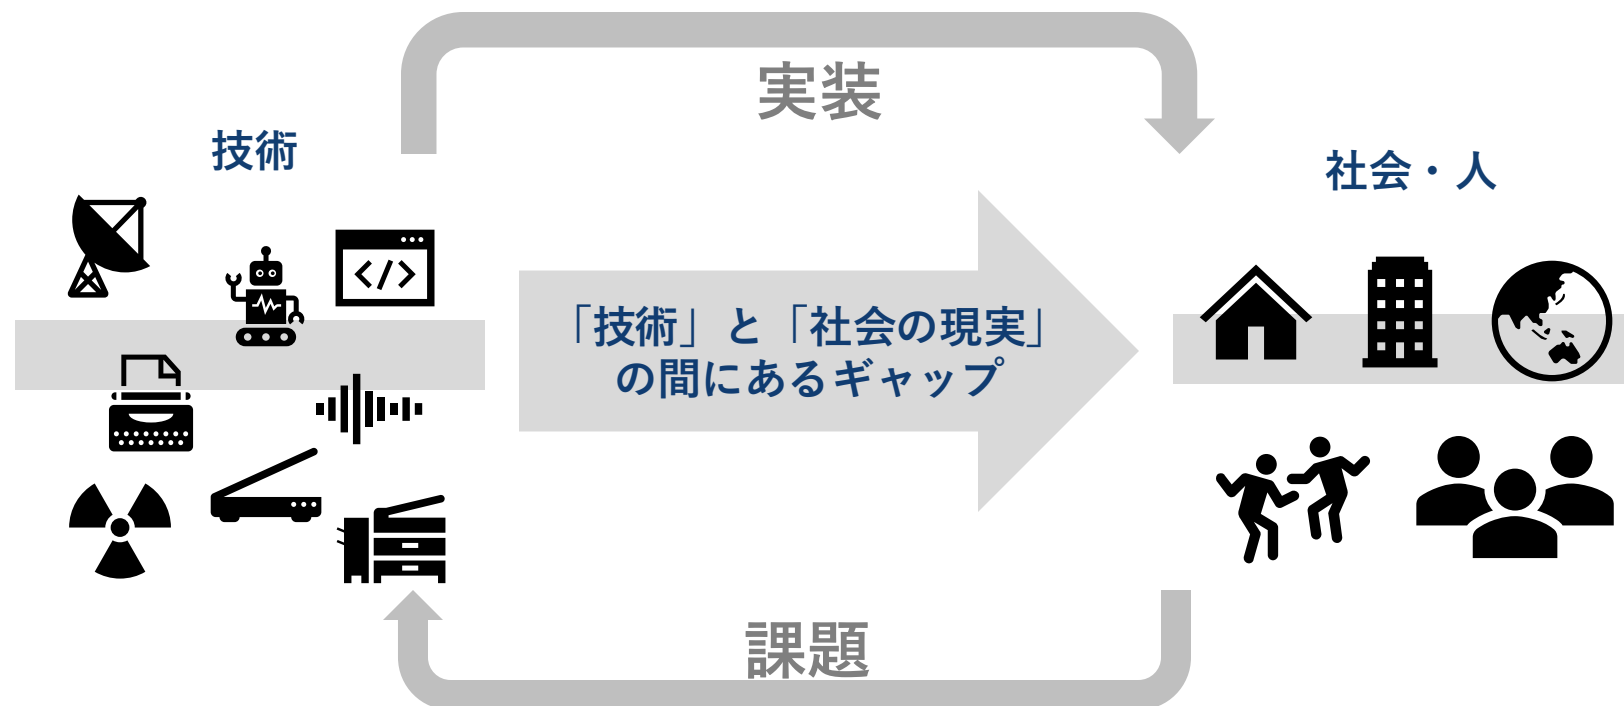 実装
技術
社会・人
「技術」と「社会の現実」
の間にあるギャップ
課題